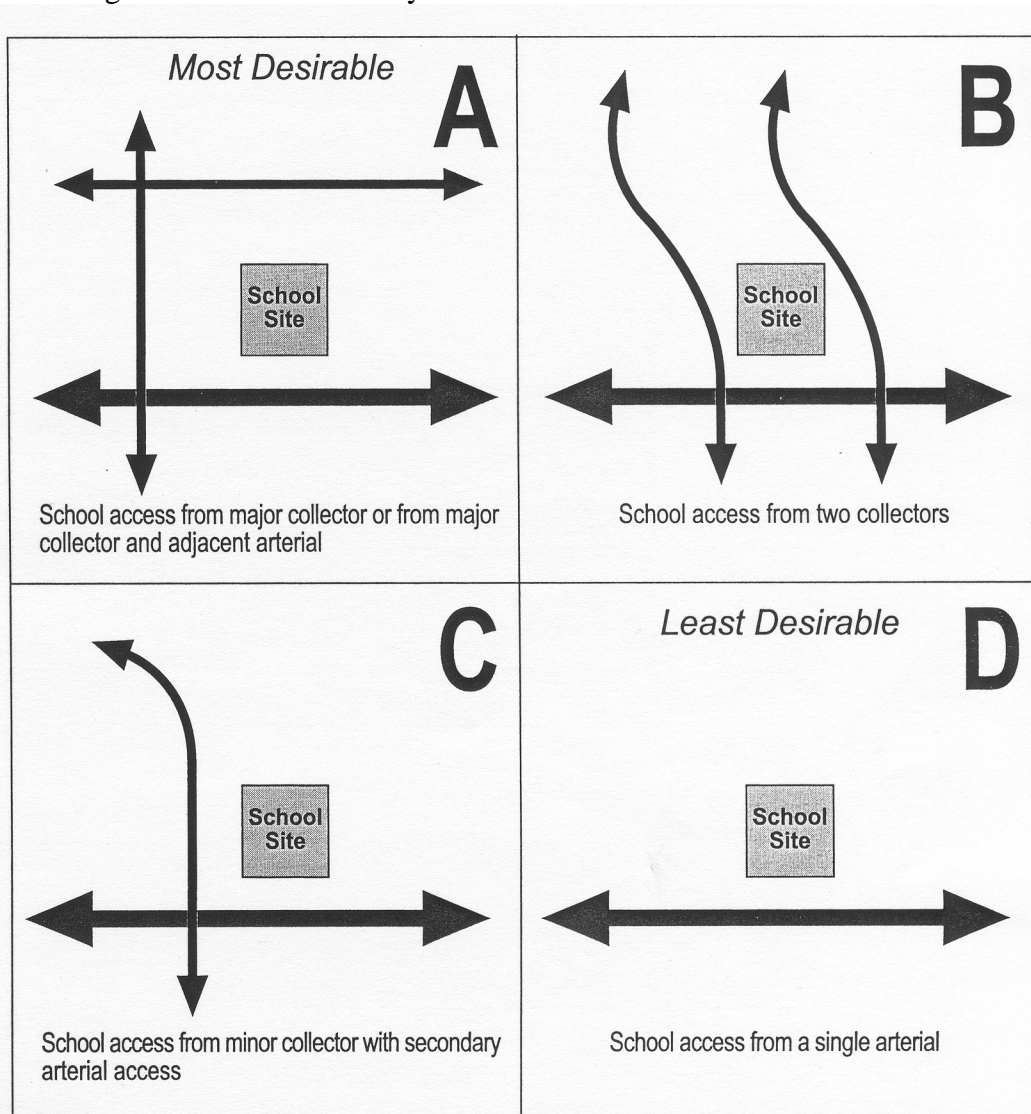 Most Desirable
A
School
Site
School access from major collector or from major
collector and adjacent arterial
B
School
Site
School access from two collectors
C
School
Site
School access from minor collector with secondary
arterial access
Least Desirable
D
School
Site
School access from a single arterial